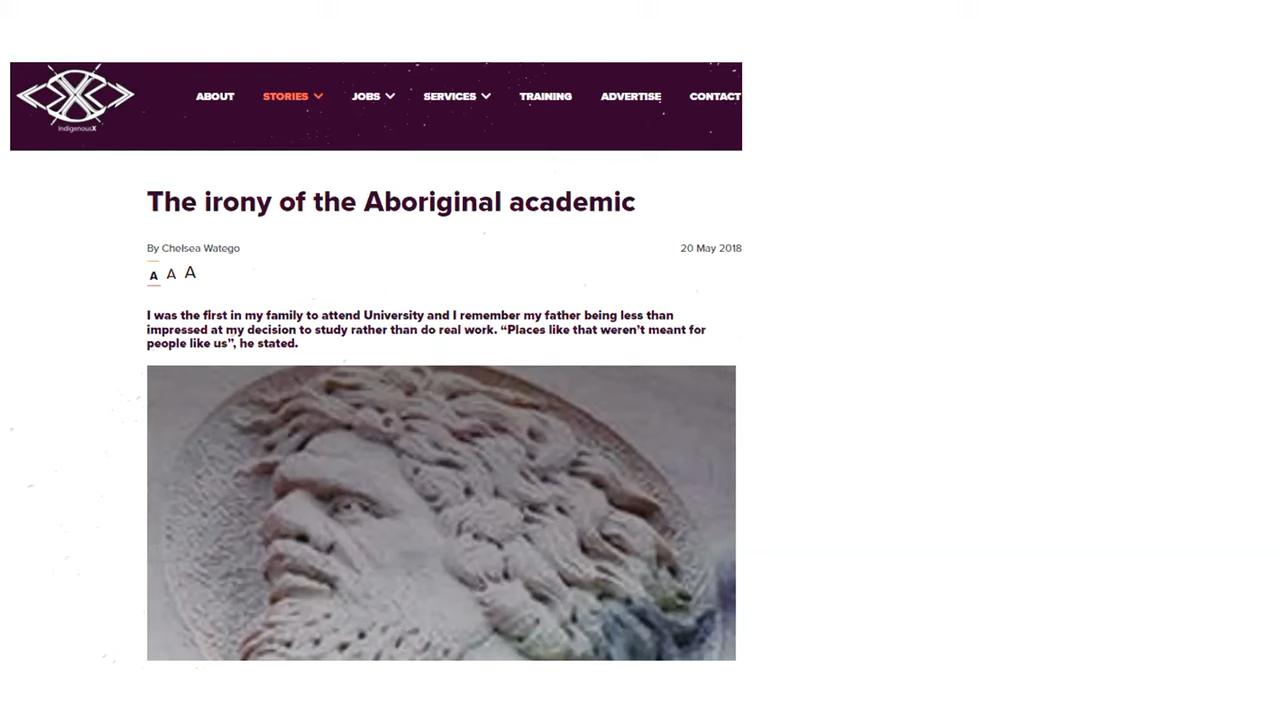 IndigenousX
ABOUT STORIES JOBS SERVICES TRAINING ADVERTISE CONTACT
The irony of the Aboriginal academic
By Chelsea Watego 20 May 2018
A A A
I was the first in my family to attend University and I remember my father being less than
impressed at my decision to study rather than do real work. “Places like that weren’t meant for
people like us”, he stated.